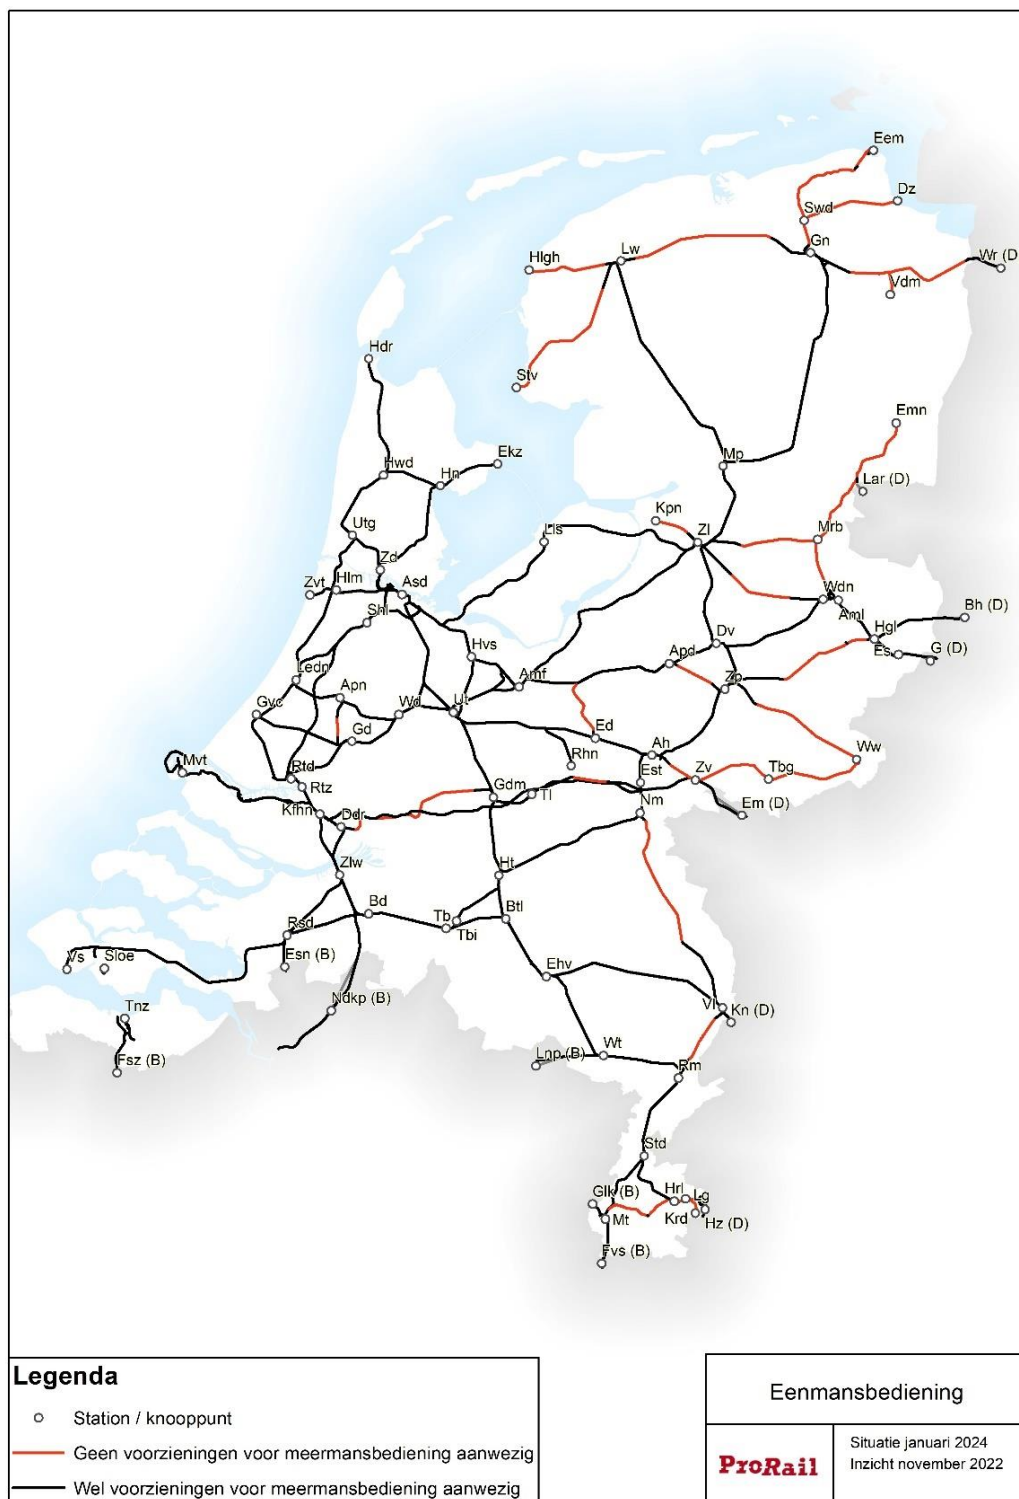 Eem
Dz
Swd
Gn
Lw
Hlgh
Wr (D
Vdm
Hdr
Stv
Emn
Ekz
Mp
Hwd
Hn
Lar (D)
Kpn
Zl
Mrb
Utg
Lls
Zd
Zvt
Hlm
Asd
Wdn
Aml
Bh (D)
Shl
Hgl
Dv
Es
G (D)
Hvs
Apd
Ledn
Amf
Zp
Apn
Gvc
Wd
Ut
Ed
Gd
Ah
Ww
Mvt
Rhn
Rtd
Est
Zv
Tbg
Rtz
Gdm
Tl
Nm
Em (D)
Kfhn
Ddr
Zlw
Ht
Bd
Tb
Btl
Rsd
Tbi
Esn (B)
Vs
Sloe
Ehv
Tnz
Ndkp (B)
Vl
Kn (D)
Fsz (B)
Lnp (B)
Wt
Rm
Std
Glk (B)
Hrl
Lg
Mt
Krd
Hz (D)
Fvs (B)
Legenda
Station / knooppunt
Geen voorzieningen voor meermansbediening aanwezig
Wel voorzieningen voor meermansbediening aanwezig
Eenmansbediening
ProRail
Situatie januari 2024
Inzicht november 2022